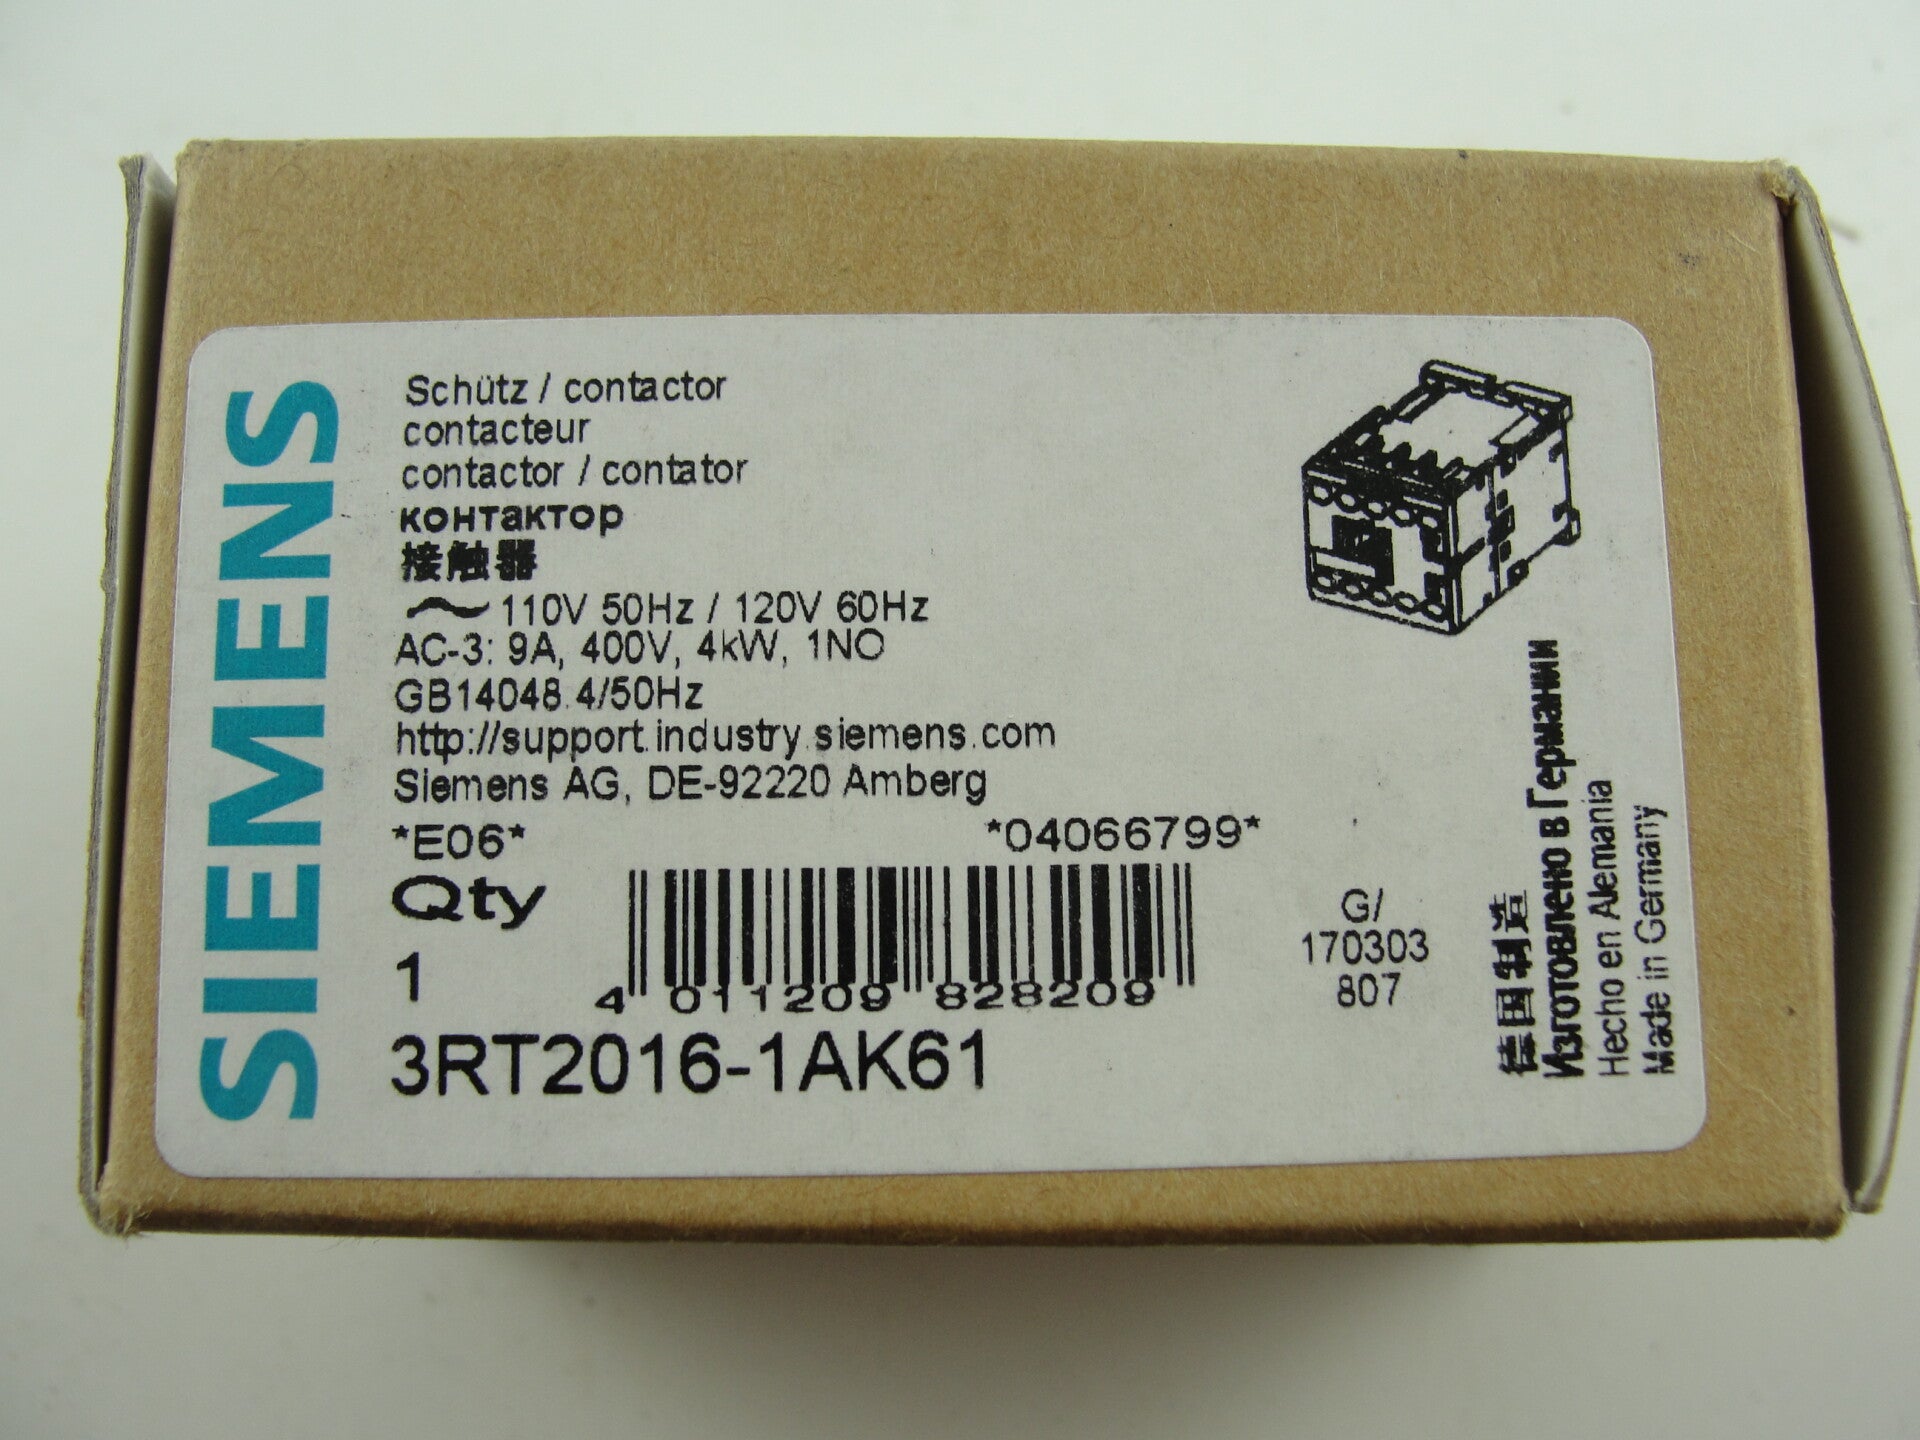 SIEMENS
Schütz / contactor
contacteur
contactor / contator
контактор
接触器
～ 110V 50Hz / 120V 60Hz
AC-3: 9A, 400V, 4kW, 1NO
GB14048.4/50Hz
http://support.industry.siemens.com
Siemens AG, DE-92220 Amberg
*E06* *04066799*
Qty
1
4 011209 828209
3RT2016-1AK61
G/
170303
807
德国制造
Изготовлено в Германии
Hecho en Alemania
Made in Germany